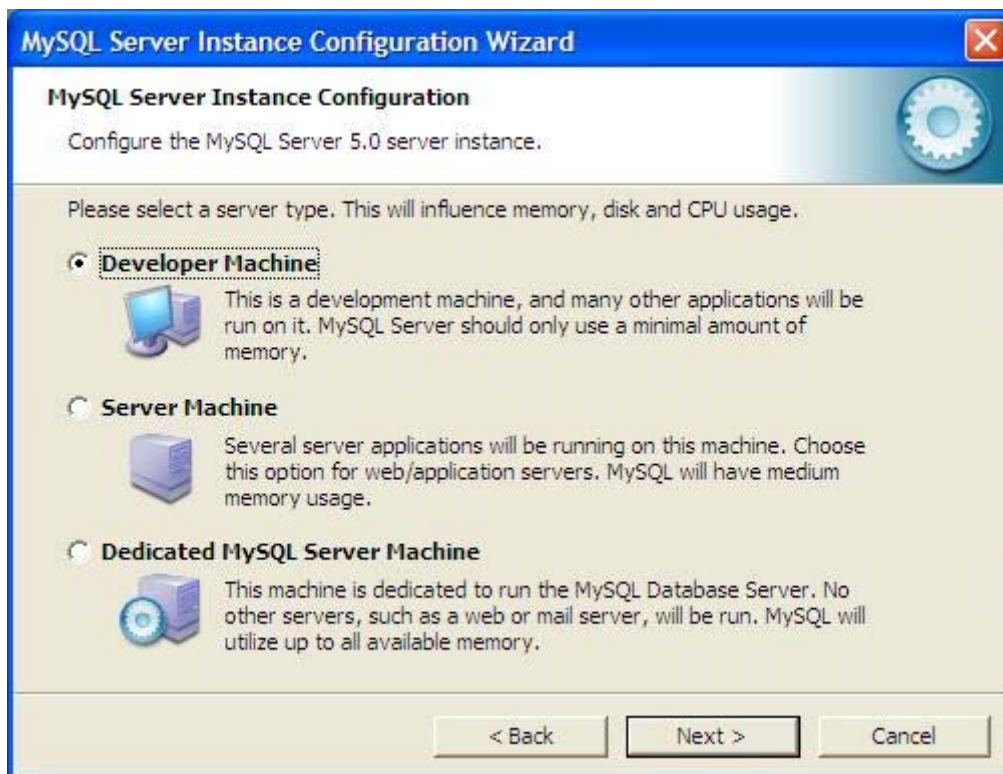 MySQL Server Instance Configuration Wizard
MySQL Server Instance Configuration
Configure the MySQL Server 5.0 server instance.
Please select a server type. This will influence memory, disk and CPU usage.
Developer Machine
This is a development machine, and many other applications will be
run on it. MySQL Server should only use a minimal amount of
memory.
Server Machine
Several server applications will be running on this machine. Choose
this option for web/application servers. MySQL will have medium
memory usage.
Dedicated MySQL Server Machine
This machine is dedicated to run the MySQL Database Server. No
other servers, such as a web or mail server, will be run. MySQL will
utilize up to all available memory.
< Back Next > Cancel